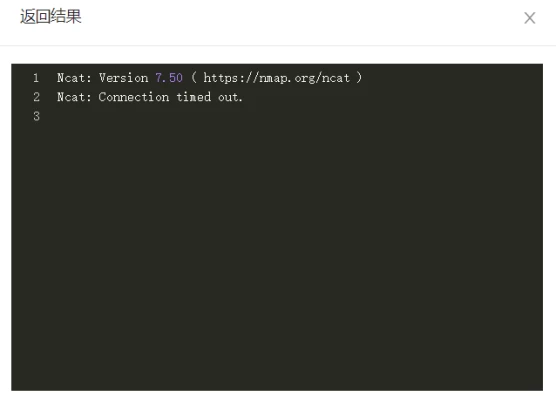 返回结果
1 Ncat: Version 7.50 ( https://nmap.org/ncat )
2 Ncat: Connection timed out.
3